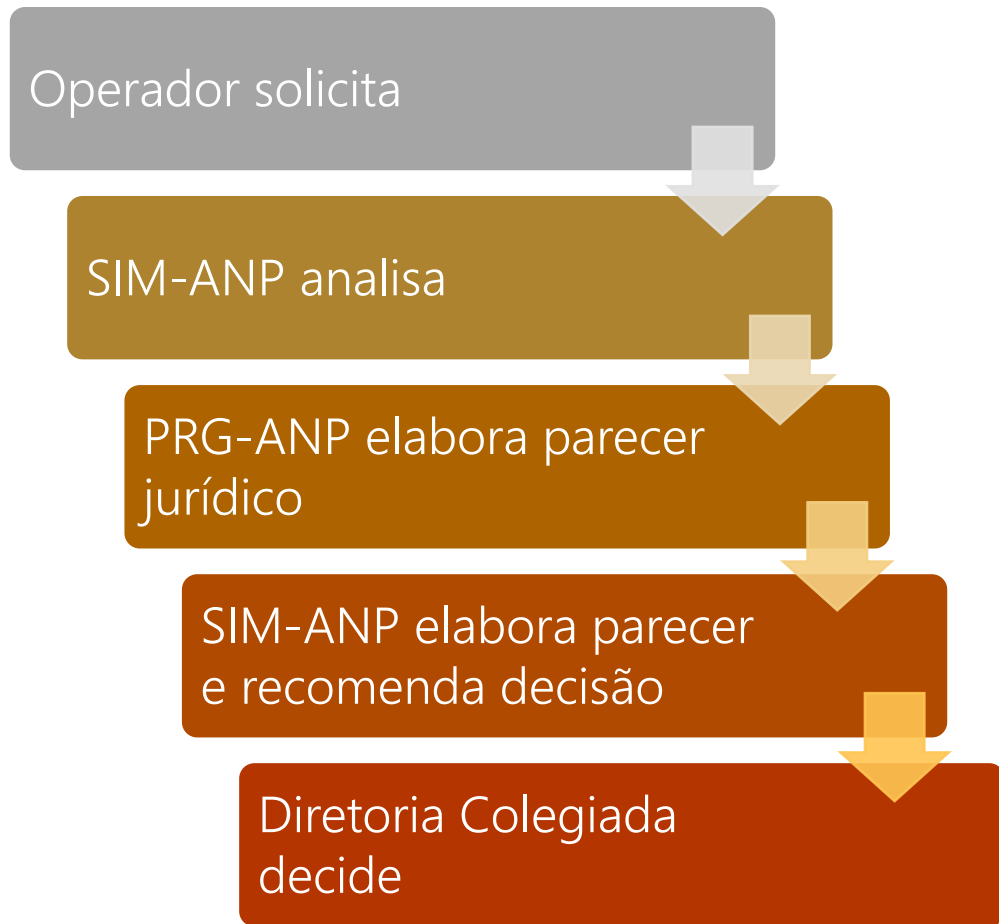 Operador solicita
SIM-ANP analisa
PRG-ANP elabora parecer
jurídico
SIM-ANP elabora parecer
e recomenda decisão
Diretoria Colegiada
decide